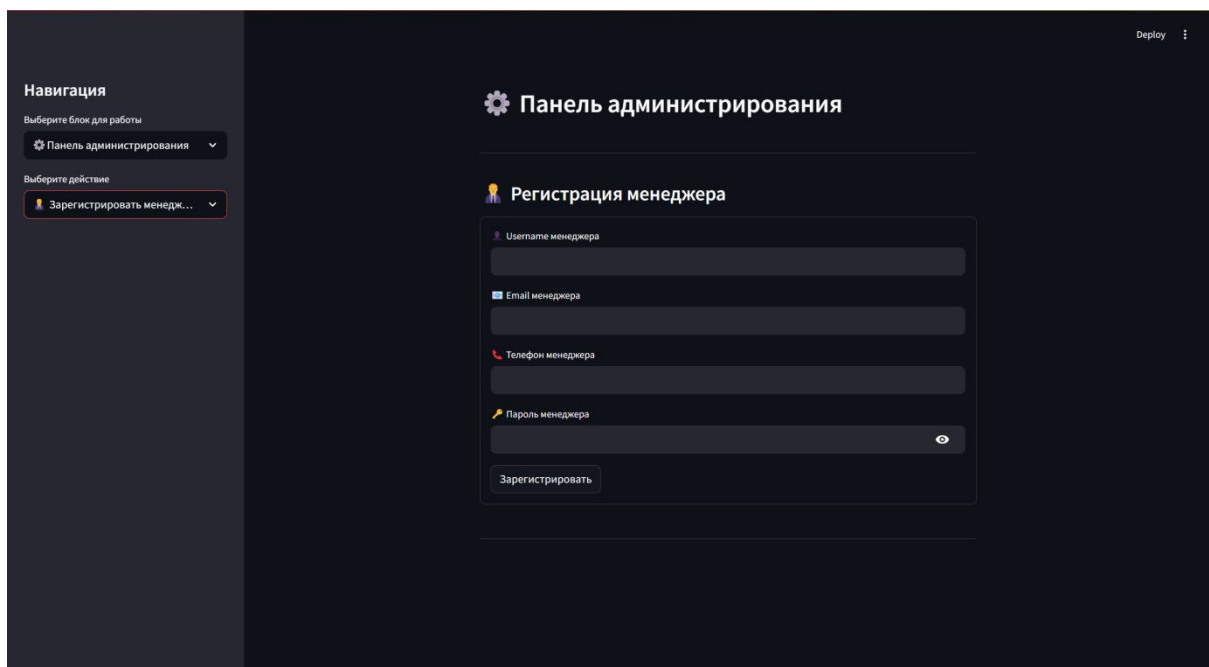 Deploy
Навигация
Выберите блок для работы
Панель администрирования
Выберите действие
Зарегистрировать менедж...
Панель администрирования
Регистрация менеджера
Username менеджера
Email менеджера
Телефон менеджера
Пароль менеджера
Зарегистрировать